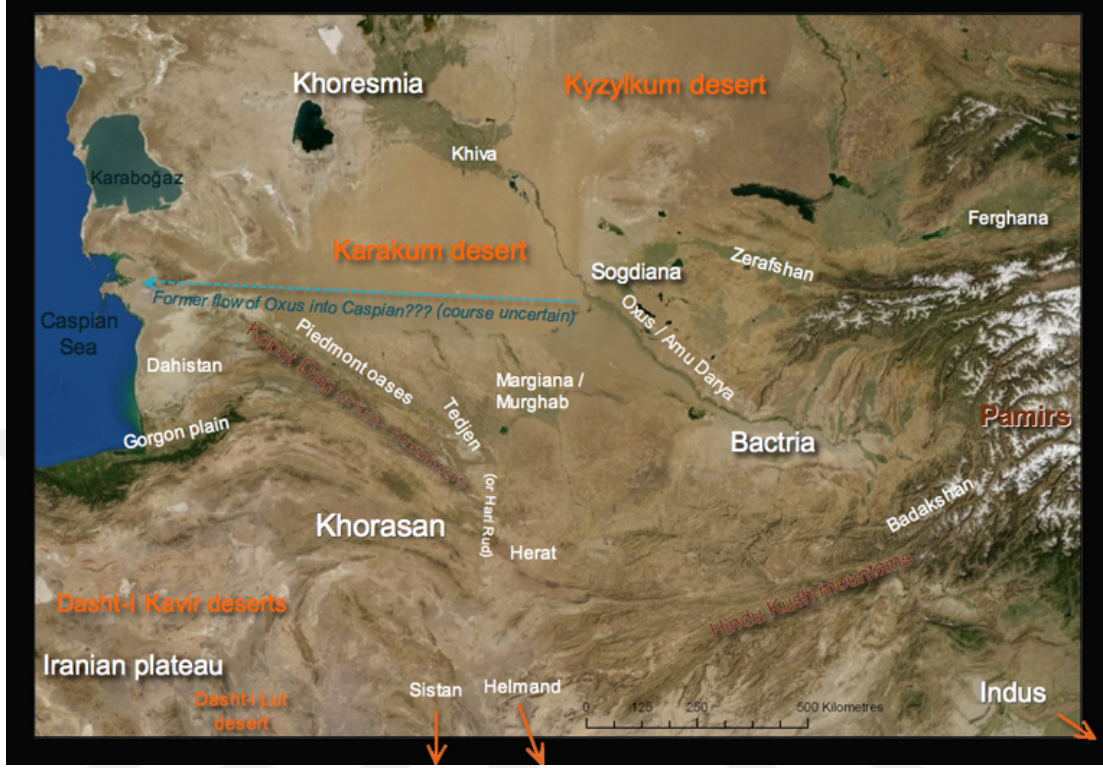 Khoresmia
Kyzylkum desert
Khiva
Karaboğaz
Ferghana
Karakum desert
Sogdiana
Zerafshan
Former flow of Oxus into Caspian??? (course uncertain)
Caspian
Sea
Oxus / Amu Darya
Piedmont oases
Kopet Dag
Dahistan
Margiana /
Murghab
Tedjen
(or Hari Rud)
Gorgon plain
Pamirs
Bactria
Badakshan
Khorasan
Herat
Hindu Kush mountains
Dasht-i Kavir deserts
Iranian plateau
Dasht-i Lut
desert
Sistan
Helmand
Indus
0 125 250 500 Kilometres